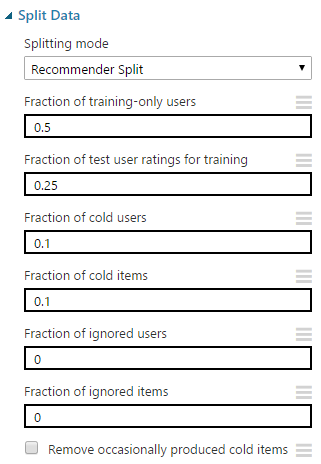 Split Data
Splitting mode
Recommender Split
Fraction of training-only users
0.5
Fraction of test user ratings for training
0.25
Fraction of cold users
0.1
Fraction of cold items
0.1
Fraction of ignored users
0
Fraction of ignored items
0
Remove occasionally produced cold items